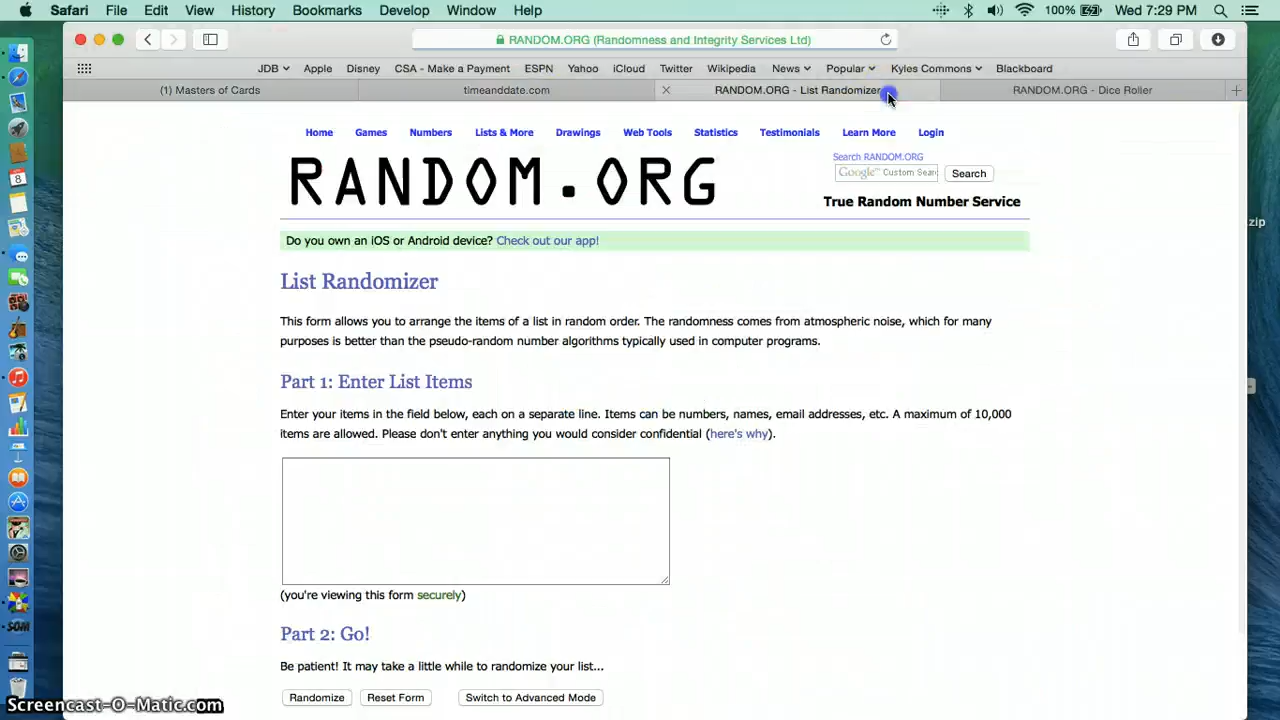 Safari File Edit View History Bookmarks Develop Window Help 100% Wed 7:29 PM
RANDOM.ORG (Randomness and Integrity Services Ltd)
JDB Apple Disney CSA - Make a Payment ESPN Yahoo iCloud Twitter Wikipedia News Popular Kyles Commons Blackboard
(1) Masters of Cards timeanddate.com RANDOM.ORG - List Randomizer RANDOM.ORG - Dice Roller
Home Games Numbers Lists & More Drawings Web Tools Statistics Testimonials Learn More Login
Search RANDOM.ORG
RANDOM.ORG
Google™ Custom Sear Search
True Random Number Service
zip
Do you own an iOS or Android device? Check out our app!
List Randomizer
This form allows you to arrange the items of a list in random order. The randomness comes from atmospheric noise, which for many
purposes is better than the pseudo-random number algorithms typically used in computer programs.
Part 1: Enter List Items
Enter your items in the field below, each on a separate line. Items can be numbers, names, email addresses, etc. A maximum of 10,000
items are allowed. Please don't enter anything you would consider confidential (here's why).
(you're viewing this form securely)
Part 2: Go!
Be patient! It may take a little while to randomize your list...
Randomize Reset Form Switch to Advanced Mode
8
SOM
Screencast-O-Matic.com